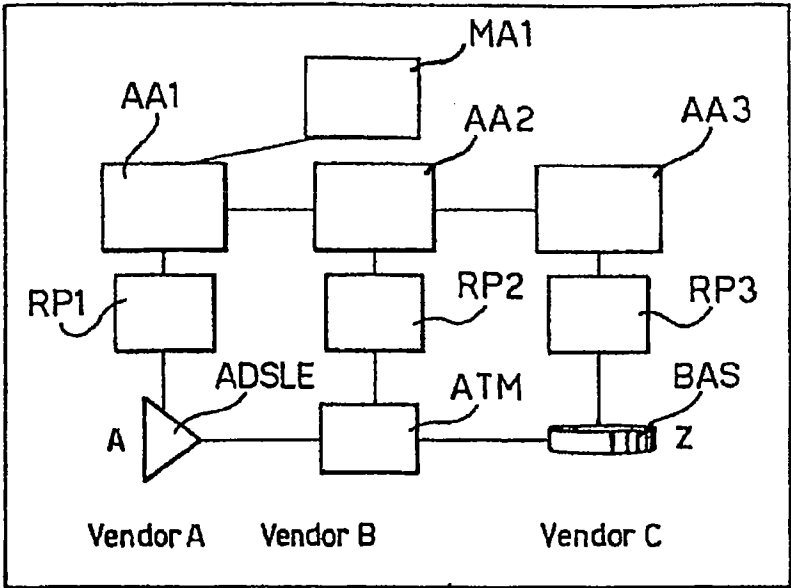 MA1
AA1
AA2
AA3
RP1
RP2
RP3
ADSLE
ATM
BAS
A
Z
Vendor A
Vendor B
Vendor C